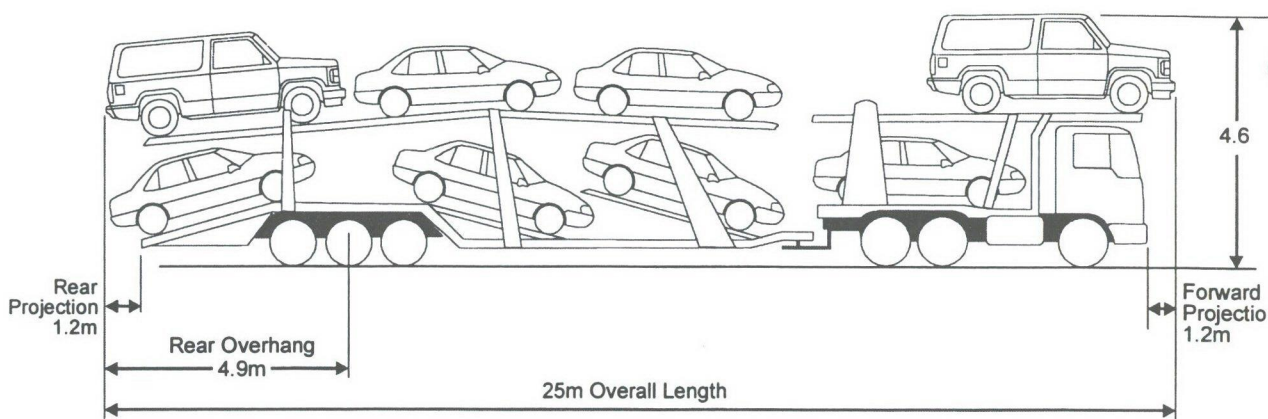 4.6
Rear
Projection
1.2m
Forward
Projectio
1.2m
Rear Overhang
4.9m
25m Overall Length